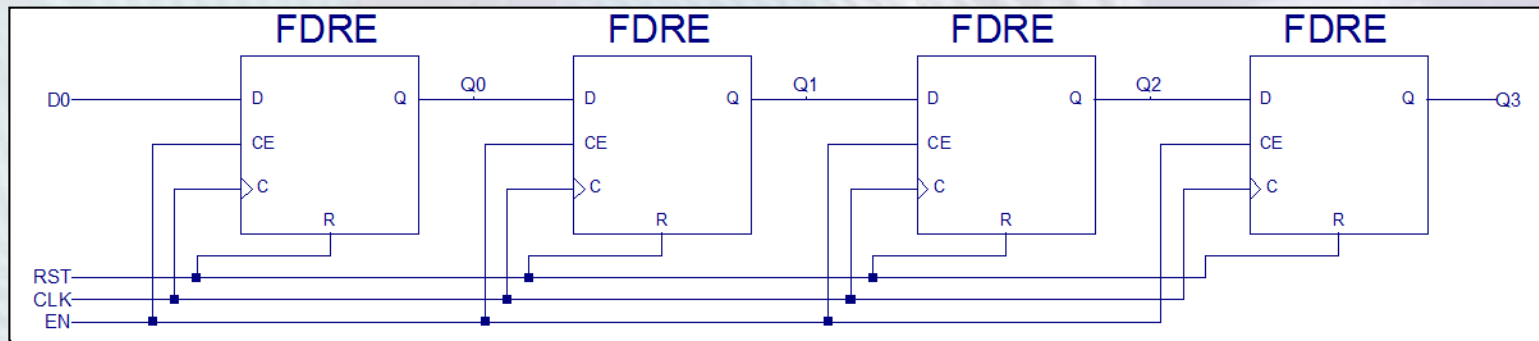 FDRE FDRE FDRE FDRE
D0 D Q Q0 D Q Q1 D Q Q2 D Q Q3
CE CE CE CE
C C C C
R R R R
RST
CLK
EN